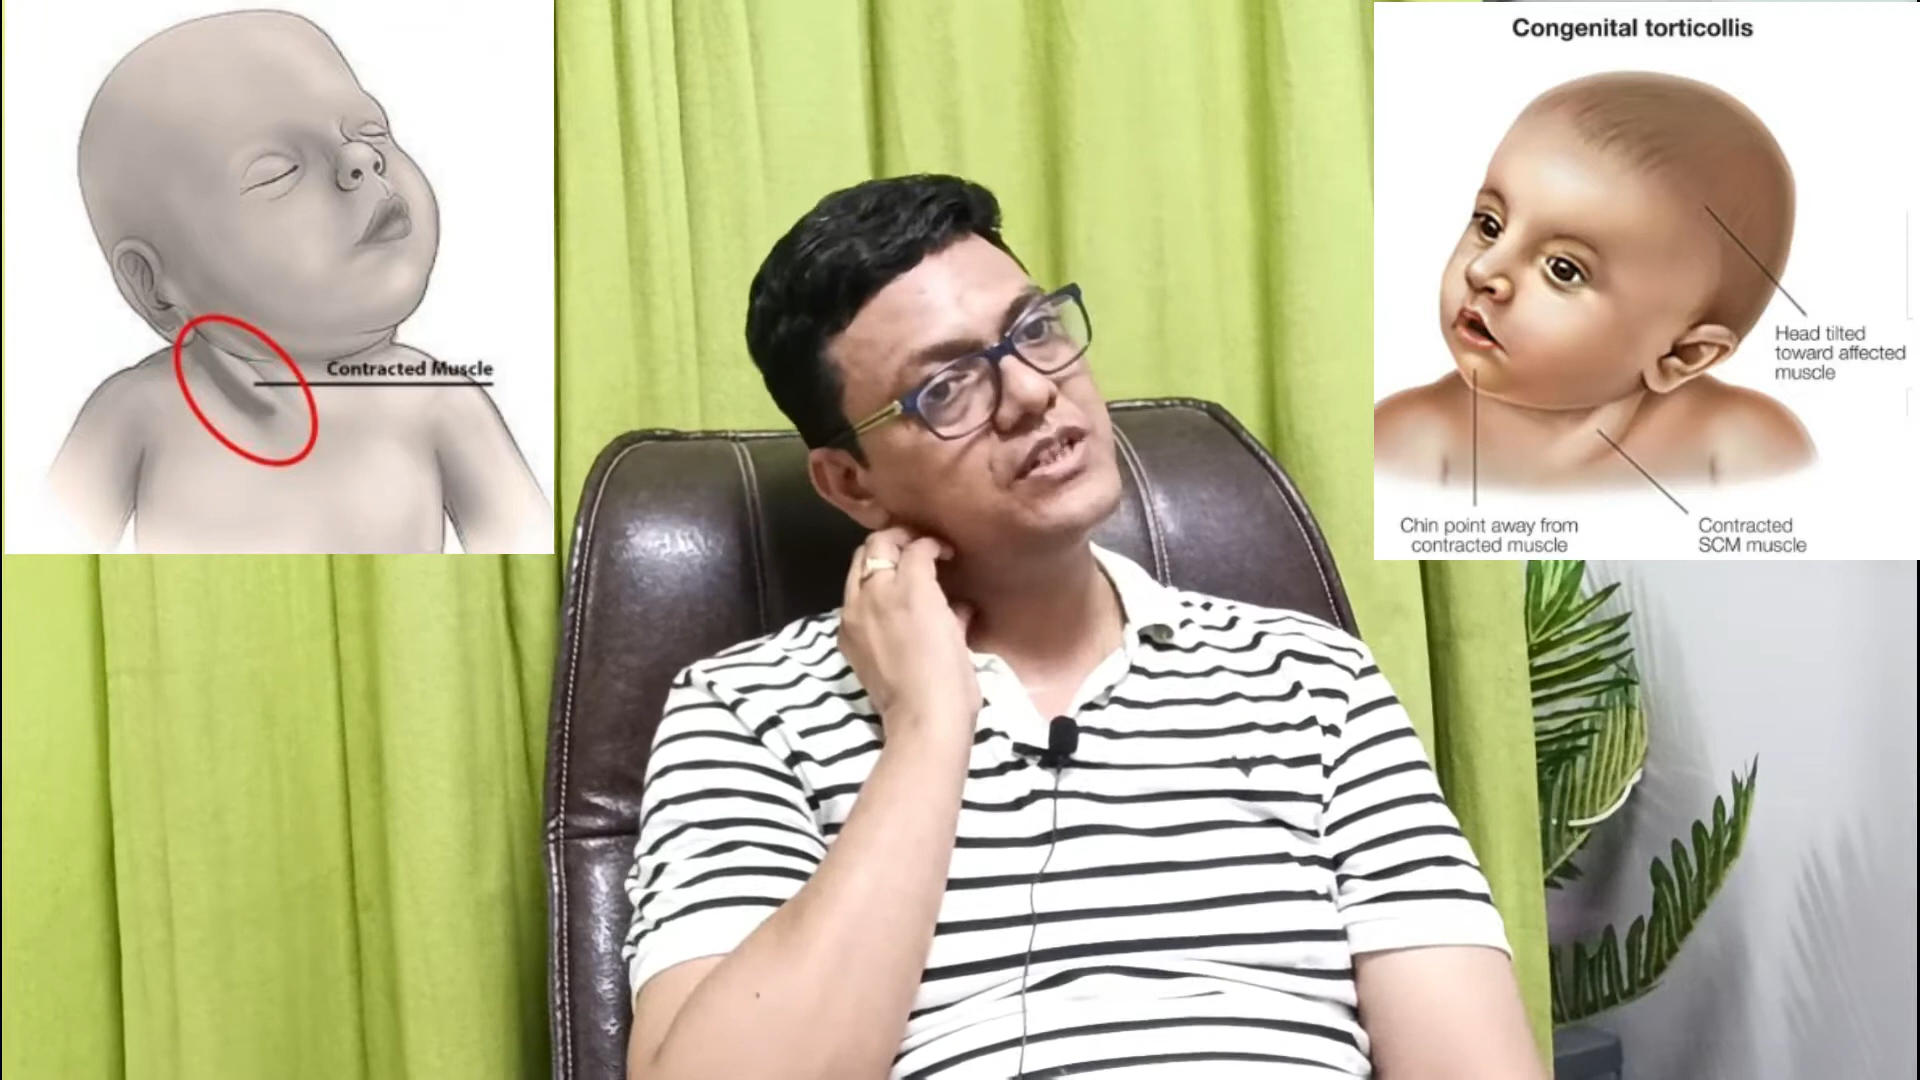 Contracted Muscle
Congenital torticollis
Head tilted
toward affected
muscle
Chin point away from
contracted muscle
Contracted
SCM muscle